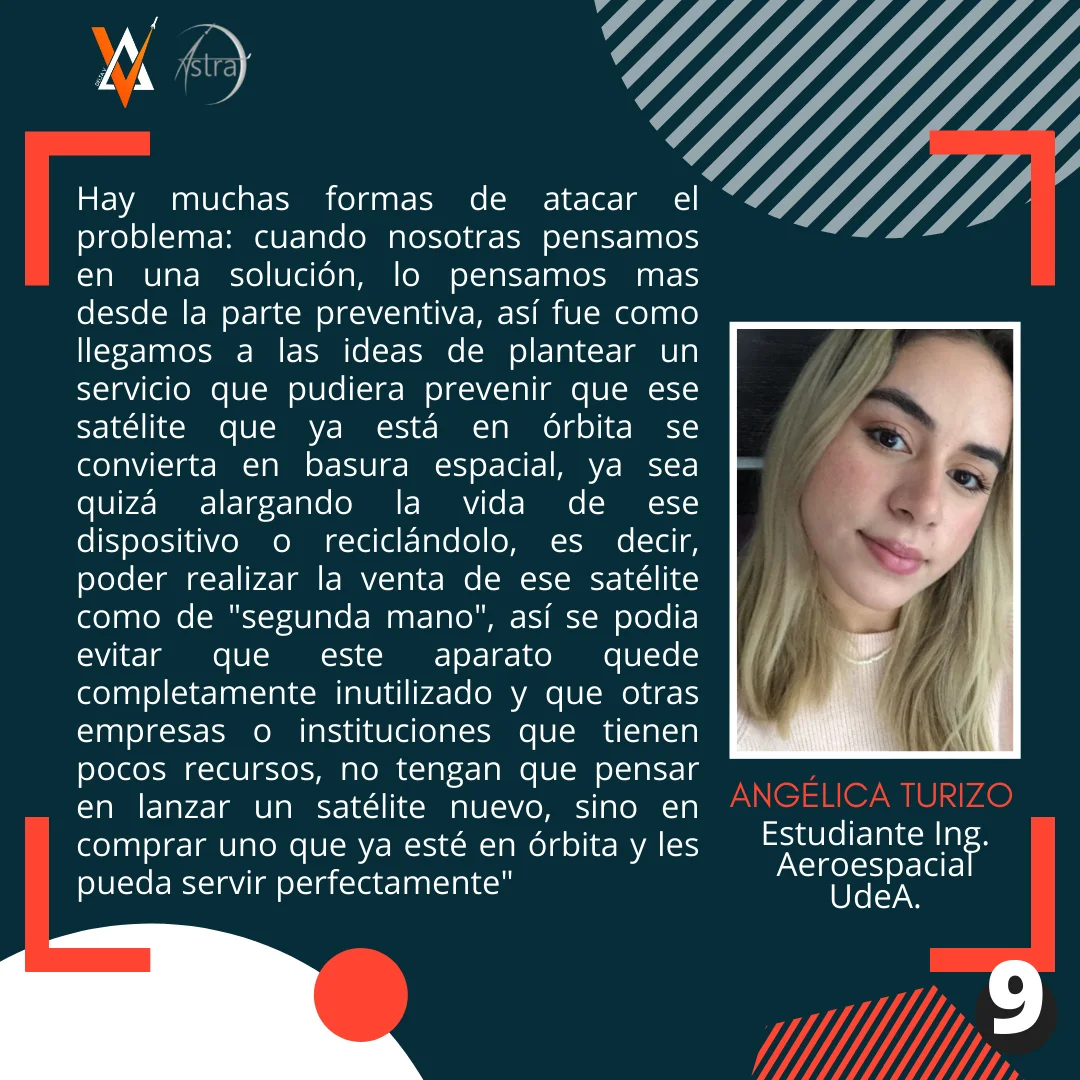 Astra
Hay muchas formas de atacar el
problema: cuando nosotras pensamos
en una solución, lo pensamos mas
desde la parte preventiva, así fue como
llegamos a las ideas de plantear un
servicio que pudiera prevenir que ese
satélite que ya está en órbita se
convierta en basura espacial, ya sea
quizá alargando la vida de ese
dispositivo o reciclándolo, es decir,
poder realizar la venta de ese satélite
como de "segunda mano", así se podia
evitar que este aparato quede
completamente inutilizado y que otras
empresas o instituciones que tienen
pocos recursos, no tengan que pensar
en lanzar un satélite nuevo, sino en
comprar uno que ya esté en órbita y les
pueda servir perfectamente"
ANGÉLICA TURIZO
Estudiante Ing.
Aeroespacial
UdeA.
9